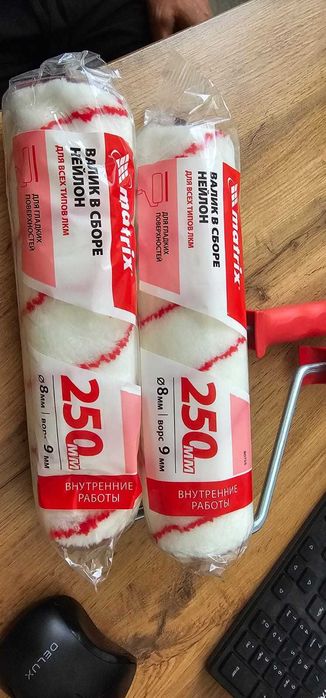 matrix
ВАЛИК В СБОРЕ
НЕЙЛОН
ДЛЯ ВСЕХ ТИПОВ ЛКМ
ДЛЯ ГЛАДКИХ
ПОВЕРХНОСТЕЙ
250 мм
Ø 8 мм | ворс 9 мм
ВНУТРЕННИЕ
РАБОТЫ
matrix
ВАЛИК В СБОРЕ
НЕЙЛОН
ДЛЯ ВСЕХ ТИПОВ ЛКМ
ДЛЯ ГЛАДКИХ
ПОВЕРХНОСТЕЙ
250 мм
Ø 8 мм | ворс 9 мм
ВНУТРЕННИЕ
РАБОТЫ
DELUX